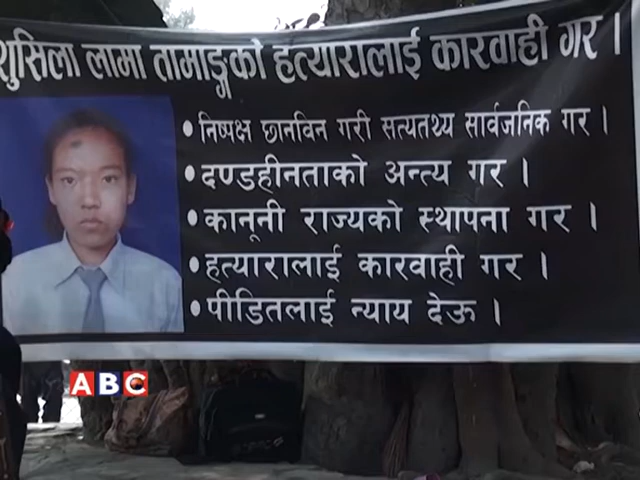 शुसिला लामा तामाङ्गको हत्यारालाई कारवाही गर ।
• निष्पक्ष छानविन गरी सत्यतथ्य सार्वजनिक गर ।
• दण्डहीनताको अन्त्य गर ।
• कानूनी राज्यको स्थापना गर ।
• हत्यारालाई कारवाही गर ।
• पीडितलाई न्याय देऊ ।
ABC